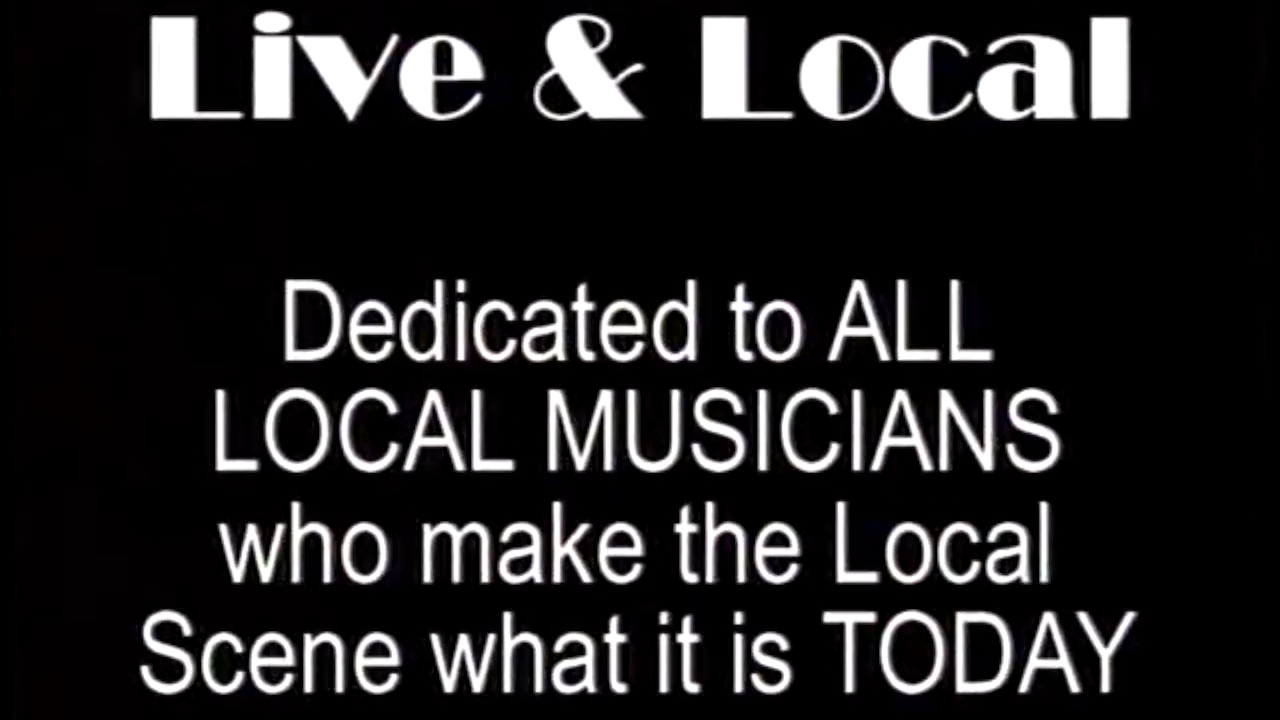 Live & Local
Dedicated to ALL
LOCAL MUSICIANS
who make the Local
Scene what it is TODAY